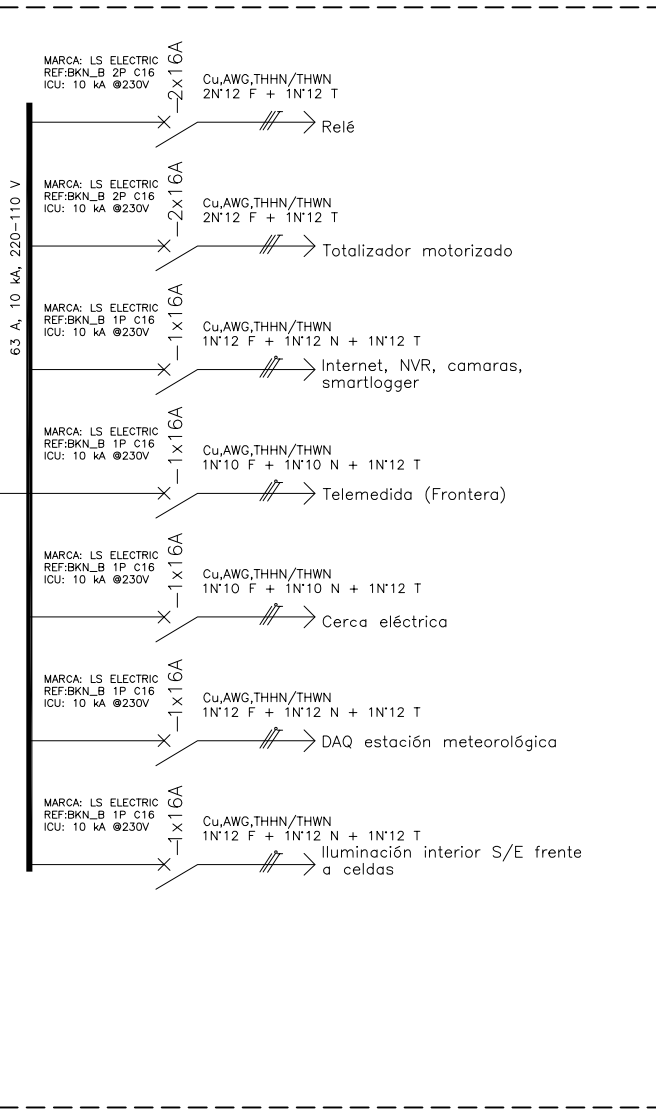 63 A, 10 kA, 220-110 V
MARCA: LS ELECTRIC
REF:BKN_B 2P C16
ICU: 10 kA @230V
2x16A
Cu,AWG,THHN/THWN
2N°12 F + 1N°12 T
Relé
MARCA: LS ELECTRIC
REF:BKN_B 2P C16
ICU: 10 kA @230V
2x16A
Cu,AWG,THHN/THWN
2N°12 F + 1N°12 T
Totalizador motorizado
MARCA: LS ELECTRIC
REF:BKN_B 1P C16
ICU: 10 kA @230V
1x16A
Cu,AWG,THHN/THWN
1N°12 F + 1N°12 N + 1N°12 T
Internet, NVR, camaras,
smartlogger
MARCA: LS ELECTRIC
REF:BKN_B 1P C16
ICU: 10 kA @230V
1x16A
Cu,AWG,THHN/THWN
1N°10 F + 1N°10 N + 1N°12 T
Telemedida (Frontera)
MARCA: LS ELECTRIC
REF:BKN_B 1P C16
ICU: 10 kA @230V
1x16A
Cu,AWG,THHN/THWN
1N°10 F + 1N°10 N + 1N°12 T
Cerca eléctrica
MARCA: LS ELECTRIC
REF:BKN_B 1P C16
ICU: 10 kA @230V
1x16A
Cu,AWG,THHN/THWN
1N°12 F + 1N°12 N + 1N°12 T
DAQ estación meteorológica
MARCA: LS ELECTRIC
REF:BKN_B 1P C16
ICU: 10 kA @230V
1x16A
Cu,AWG,THHN/THWN
1N°12 F + 1N°12 N + 1N°12 T
Iluminación interior S/E frente
a celdas